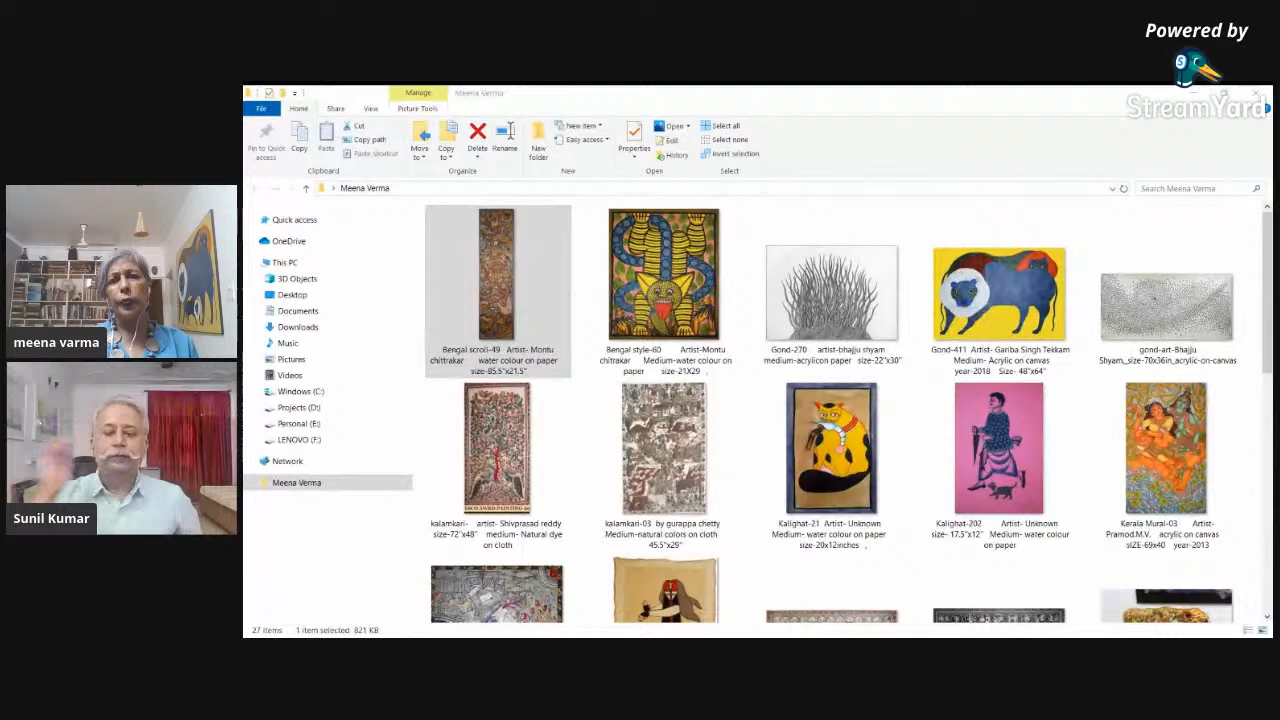 Powered by
StreamYard
Manage
Meena Verma
File
Home
Share
View
Picture Tools
Pin to Quick access
Copy
Paste
Cut
Copy path
Paste shortcut
Clipboard
Move to
Copy to
Delete
Rename
Organize
New folder
New item
Easy access
New
Properties
Open
Edit
History
Open
Select all
Select none
Invert selection
Select
Meena Verma
Search Meena Verma
Quick access
OneDrive
This PC
3D Objects
Desktop
Documents
Downloads
Music
Pictures
Videos
Windows (C:)
Projects (D:)
Personal (E:)
LENOVO (F:)
Network
Meena Verma
Bengal scroll-49 Artist- Montu
chittrakar water colour on paper
size-85.5"x21.5"
Bengal style-60 Artist-Montu
chitrakar Medium-water colour on
paper size-21X29 ,
Gond-270 artist-bhajju shyam
medium-acrylicon paper size-22"x30"
Gond-411 Artist- Gariba Singh Tekkam
Medium- Acrylic on canvas
year-2018 Size- 48"x64"
gond-art-Bhajju
Shyam_size-70x36in_acrylic-on-canvas
kalamkari- artist- Shivprasad reddy
size-72"x48" medium- Natural dye
on cloth
kalamkari-03 by gurappa chetty
Medium-natural colors on cloth
45.5"x29"
Kalighat-21 Artist- Unknown
Medium- water colour on paper
size-20x12inches ,
Kalighat-202 Artist- Unknown
size- 17.5"x12" Medium- water colour
on paper
Kerala Mural-03 Artist-
Pramod.M.V. acrylic on canvas
sIZE-69x40 year-2013
27 items
1 item selected 821 KB
meena varma
Sunil Kumar